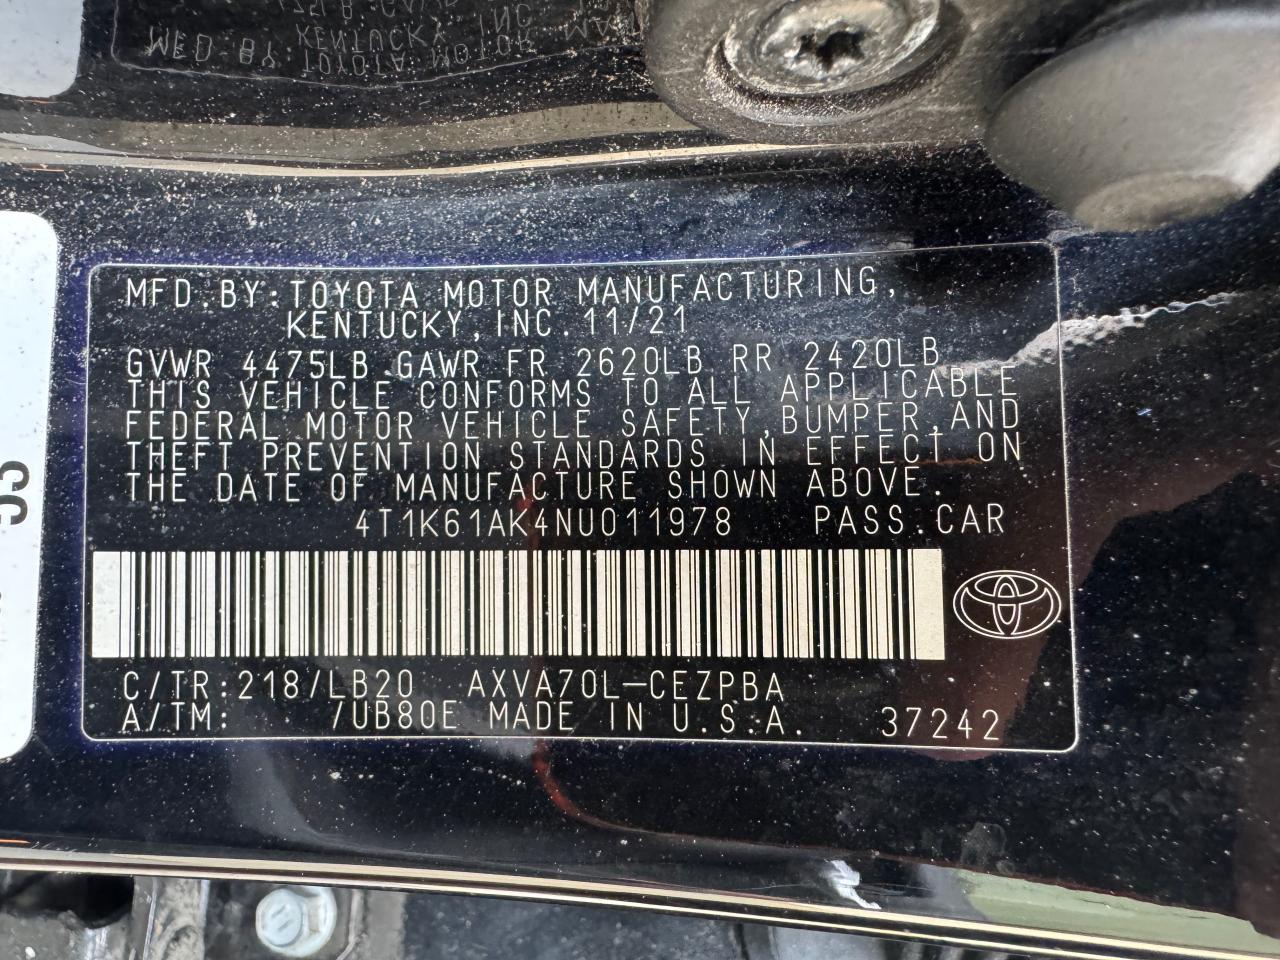 MFD.BY:TOYOTA MOTOR MANUFACTURING,
KENTUCKY,INC. 11/21
GVWR 4475LB GAWR FR 2620LB RR 2420LB
THIS VEHICLE CONFORMS TO ALL APPLICABLE
FEDERAL MOTOR VEHICLE SAFETY,BUMPER,AND
THEFT PREVENTION STANDARDS IN EFFECT ON
THE DATE OF MANUFACTURE SHOWN ABOVE.
4T1K61AK4NU011978 PASS.CAR
C/TR:218/LB20 AXVA70L-CEZPBA
A/TM: /UB80E MADE IN U.S.A. 37242